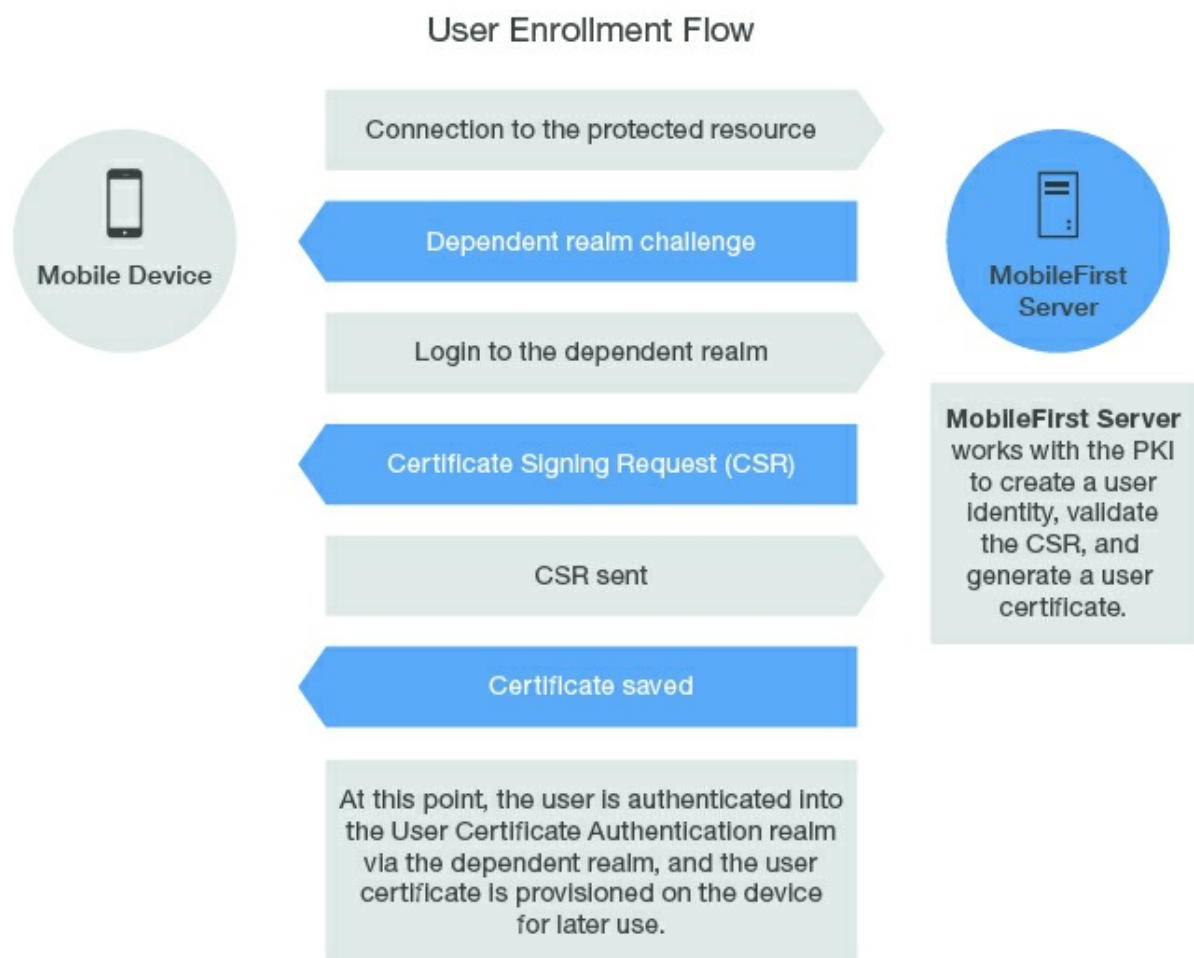 User Enrollment Flow
Connection to the protected resource
Mobile Device
Dependent realm challenge
MobileFirst
Server
Login to the dependent realm
Certificate Signing Request (CSR)
CSR sent
Certificate saved
MobileFirst Server
works with the PKI
to create a user
identity, validate
the CSR, and
generate a user
certificate.
At this point, the user is authenticated into
the User Certificate Authentication realm
via the dependent realm, and the user
certificate is provisioned on the device
for later use.